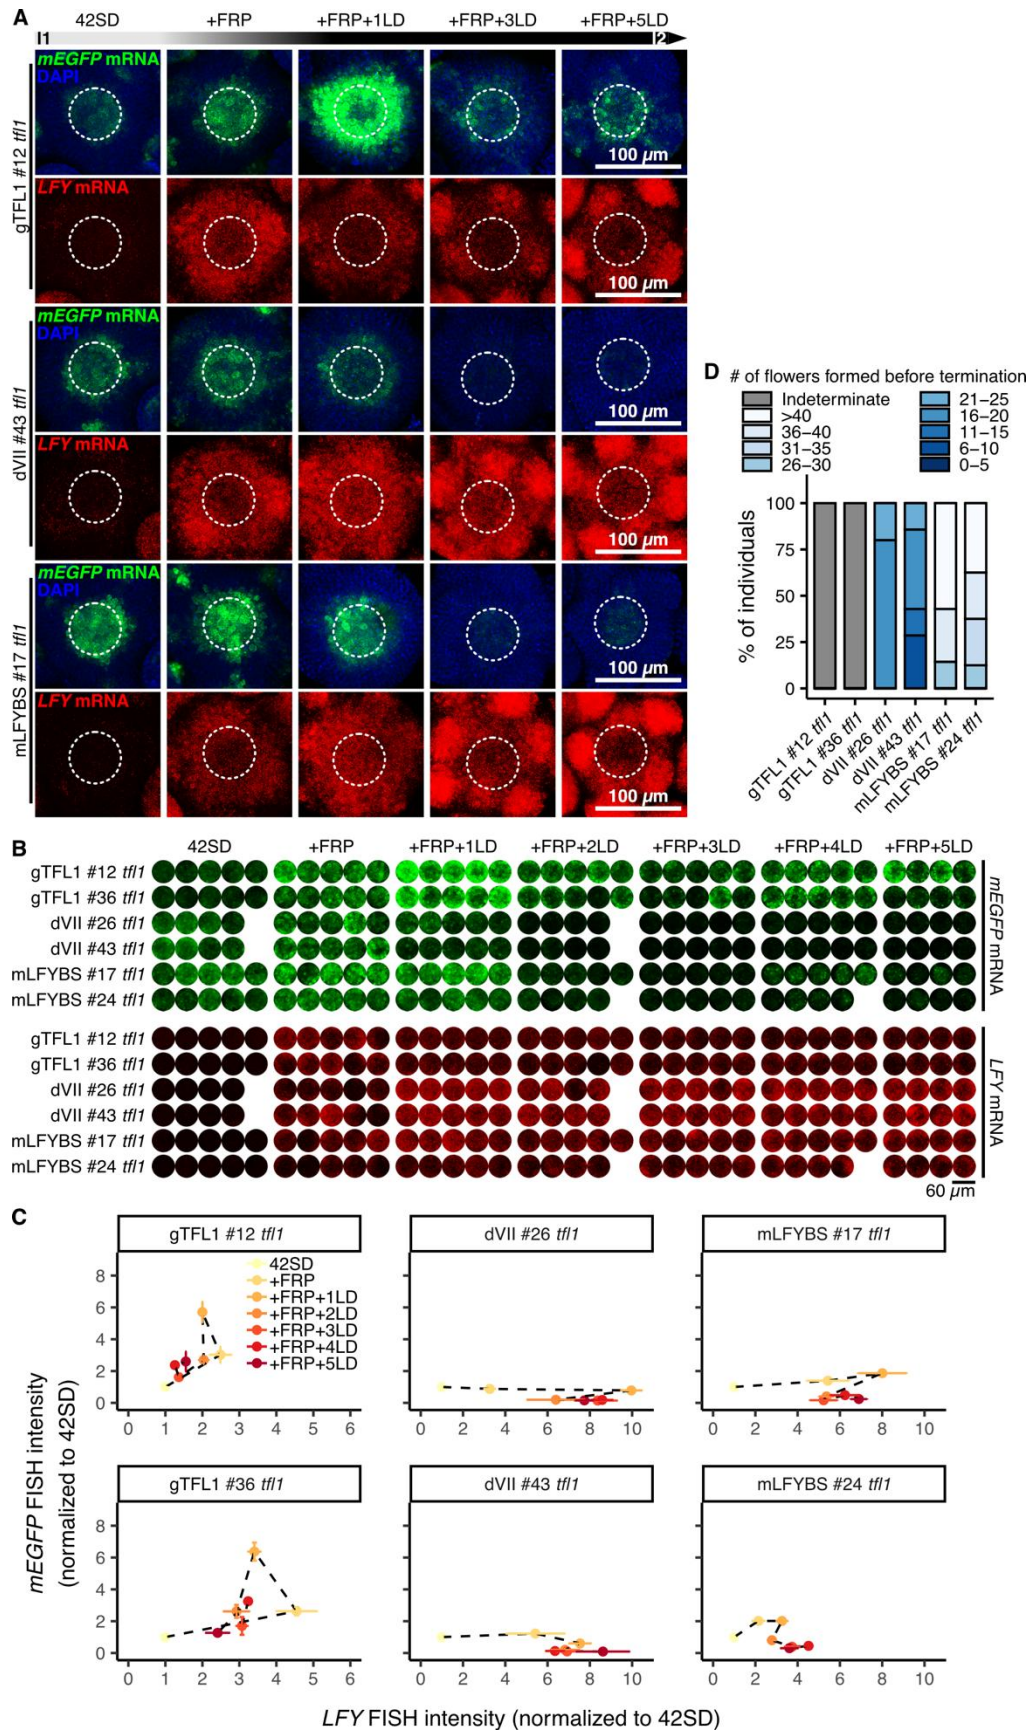 A
42SD +FRP +FRP+1LD +FRP+3LD +FRP+5LD
I1 I2
gTFL1 #12 tfl1
mEGFP mRNA
DAPI
100 µm
LFY mRNA
100 µm
dVII #43 tfl1
mEGFP mRNA
DAPI
100 µm
LFY mRNA
100 µm
mLFYBS #17 tfl1
mEGFP mRNA
DAPI
100 µm
LFY mRNA
100 µm
D
# of flowers formed before termination
Indeterminate 21–25
>40 16–20
36–40 11–15
31–35 6–10
26–30 0–5
% of individuals
100
75
50
25
0
gTFL1 #12 tfl1
gTFL1 #36 tfl1
dVII #26 tfl1
dVII #43 tfl1
mLFYBS #17 tfl1
mLFYBS #24 tfl1
B
42SD +FRP +FRP+1LD +FRP+2LD +FRP+3LD +FRP+4LD +FRP+5LD
gTFL1 #12 tfl1
gTFL1 #36 tfl1
dVII #26 tfl1
dVII #43 tfl1
mLFYBS #17 tfl1
mLFYBS #24 tfl1
mEGFP mRNA
gTFL1 #12 tfl1
gTFL1 #36 tfl1
dVII #26 tfl1
dVII #43 tfl1
mLFYBS #17 tfl1
mLFYBS #24 tfl1
LFY mRNA
60 µm
C
gTFL1 #12 tfl1 dVII #26 tfl1 mLFYBS #17 tfl1
42SD
+FRP
+FRP+1LD
+FRP+2LD
+FRP+3LD
+FRP+4LD
+FRP+5LD
8
6
4
2
0
0 1 2 3 4 5 6
0 2 4 6 8 10
0 2 4 6 8 10
gTFL1 #36 tfl1 dVII #43 tfl1 mLFYBS #24 tfl1
8
6
4
2
0
0 1 2 3 4 5 6
0 2 4 6 8 10
0 2 4 6 8 10
mEGFP FISH intensity
(normalized to 42SD)
LFY FISH intensity (normalized to 42SD)